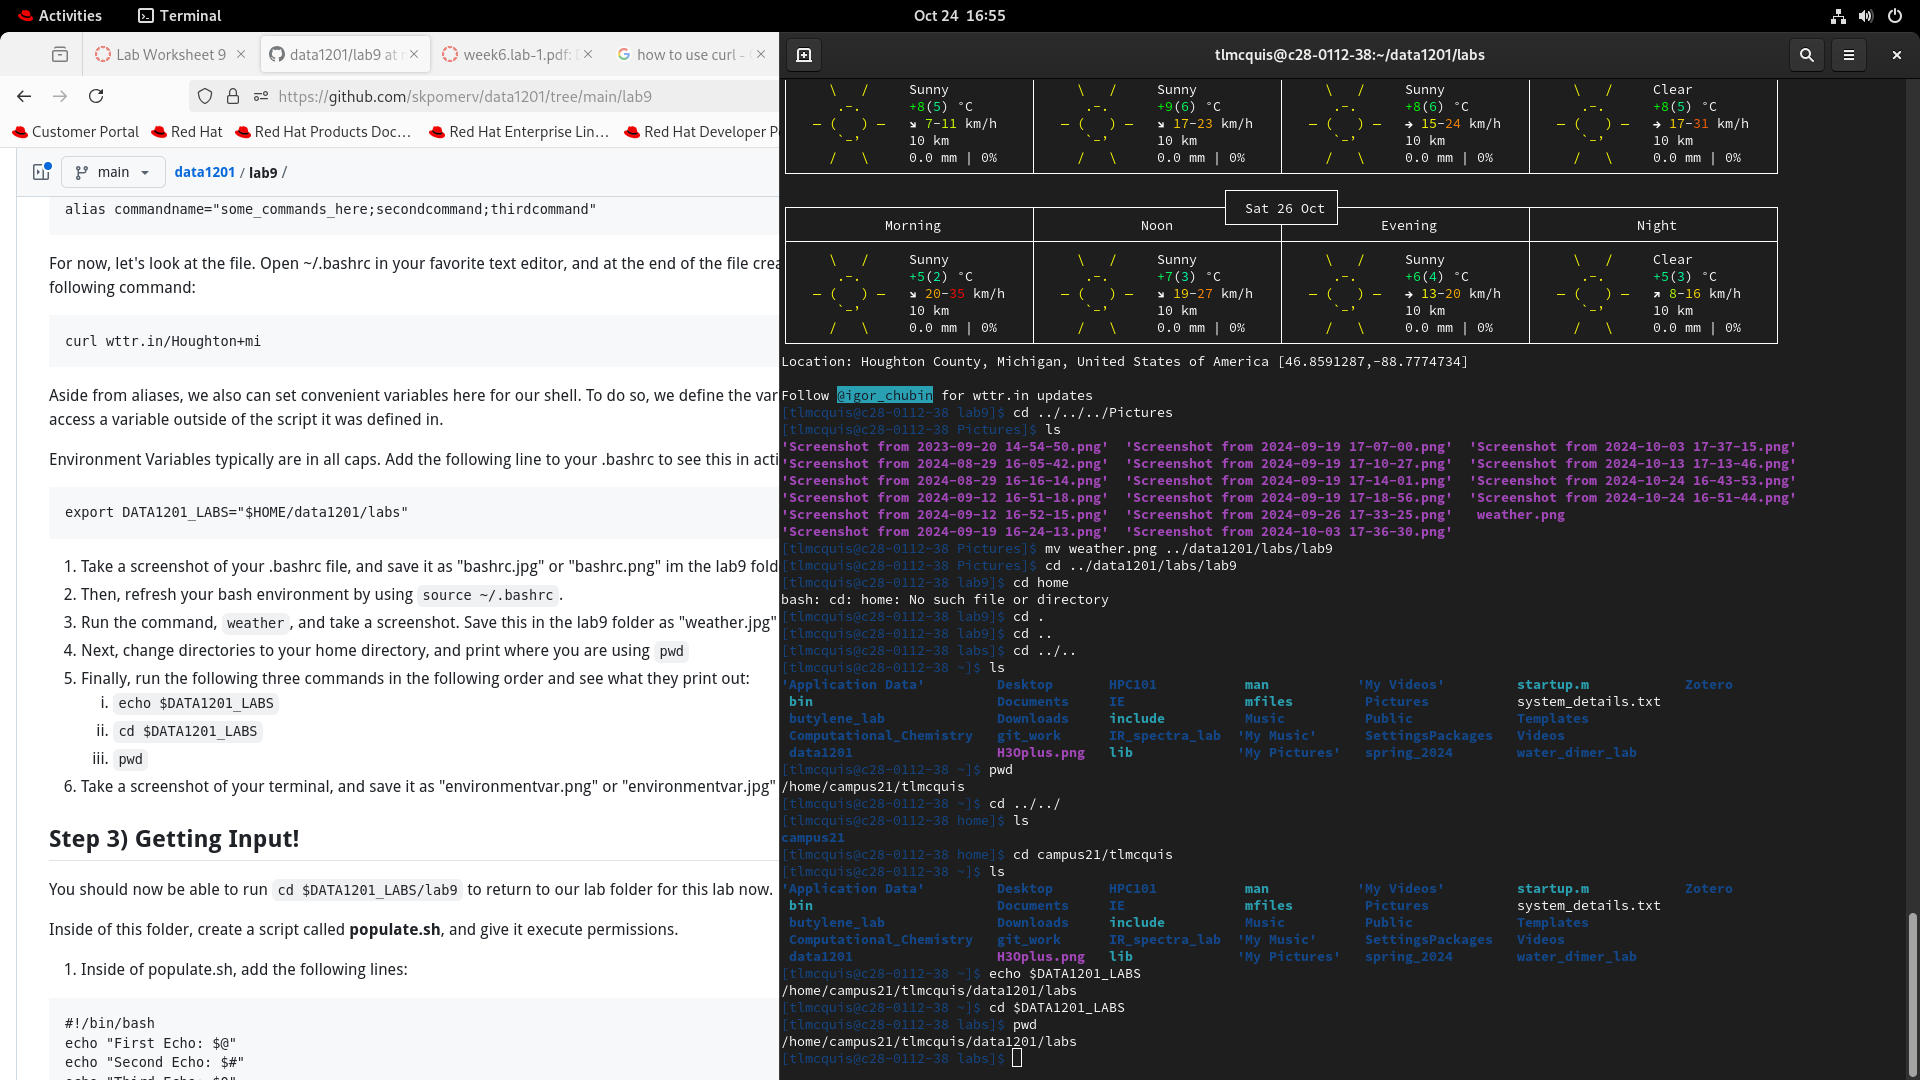 Activities
Terminal
Oct 24 16:55
Lab Worksheet 9
data1201/lab9 at
week6.lab-1.pdf:
how to use curl -
https://github.com/skpomerv/data1201/tree/main/lab9
Customer Portal
Red Hat
Red Hat Products Doc...
Red Hat Enterprise Lin...
Red Hat Developer
main
data1201 / lab9 /
alias commandname="some_commands_here;secondcommand;thirdcommand"
For now, let's look at the file. Open ~/.bashrc in your favorite text editor, and at the end of the file
following command:
curl wttr.in/Houghton+mi
Aside from aliases, we also can set convenient variables here for our shell. To do so, we define the
access a variable outside of the script it was defined in.
Environment Variables typically are in all caps. Add the following line to your .bashrc to see this in
export DATA1201_LABS="$HOME/data1201/labs"
1. Take a screenshot of your .bashrc file, and save it as "bashrc.jpg" or "bashrc.png" im the lab9
2. Then, refresh your bash environment by using source ~/.bashrc .
3. Run the command, weather , and take a screenshot. Save this in the lab9 folder as "weather.jpg"
4. Next, change directories to your home directory, and print where you are using pwd
5. Finally, run the following three commands in the following order and see what they print out:
i. echo $DATA1201_LABS
ii. cd $DATA1201_LABS
iii. pwd
6. Take a screenshot of your terminal, and save it as "environmentvar.png" or "environmentvar.jpg"
Step 3) Getting Input!
You should now be able to run cd $DATA1201_LABS/lab9 to return to our lab folder for this lab now.
Inside of this folder, create a script called populate.sh, and give it execute permissions.
1. Inside of populate.sh, add the following lines:
#!/bin/bash
echo "First Echo: $@"
echo "Second Echo: $#"
tlmcquis@c28-0112-38:~/data1201/labs
Sunny Sunny Sunny Clear
+8(5) °C +9(6) °C +8(6) °C +8(5) °C
↘ 7-11 km/h ↘ 17-23 km/h → 15-24 km/h → 17-31 km/h
10 km 10 km 10 km 10 km
0.0 mm | 0% 0.0 mm | 0% 0.0 mm | 0% 0.0 mm | 0%
Sat 26 Oct
Morning Noon Evening Night
Sunny Sunny Sunny Clear
+5(2) °C +7(3) °C +6(4) °C +5(3) °C
↘ 20-35 km/h ↘ 19-27 km/h → 13-20 km/h ↗ 8-16 km/h
10 km 10 km 10 km 10 km
0.0 mm | 0% 0.0 mm | 0% 0.0 mm | 0% 0.0 mm | 0%
Location: Houghton County, Michigan, United States of America [46.8591287,-88.7774734]
Follow @igor_chubin for wttr.in updates
[tlmcquis@c28-0112-38 lab9]$ cd ../../../Pictures
[tlmcquis@c28-0112-38 Pictures]$ ls
'Screenshot from 2023-09-20 14-54-50.png' 'Screenshot from 2024-09-19 17-07-00.png' 'Screenshot from 2024-10-03 17-37-15.png'
'Screenshot from 2024-08-29 16-05-42.png' 'Screenshot from 2024-09-19 17-10-27.png' 'Screenshot from 2024-10-13 17-13-46.png'
'Screenshot from 2024-08-29 16-16-14.png' 'Screenshot from 2024-09-19 17-14-01.png' 'Screenshot from 2024-10-24 16-43-53.png'
'Screenshot from 2024-09-12 16-51-18.png' 'Screenshot from 2024-09-19 17-18-56.png' 'Screenshot from 2024-10-24 16-51-44.png'
'Screenshot from 2024-09-12 16-52-15.png' 'Screenshot from 2024-09-26 17-33-25.png' weather.png
'Screenshot from 2024-09-19 16-24-13.png' 'Screenshot from 2024-10-03 17-36-30.png'
[tlmcquis@c28-0112-38 Pictures]$ mv weather.png ../data1201/labs/lab9
[tlmcquis@c28-0112-38 Pictures]$ cd ../data1201/labs/lab9
[tlmcquis@c28-0112-38 lab9]$ cd home
bash: cd: home: No such file or directory
[tlmcquis@c28-0112-38 lab9]$ cd .
[tlmcquis@c28-0112-38 lab9]$ cd ..
[tlmcquis@c28-0112-38 labs]$ cd ../..
[tlmcquis@c28-0112-38 ~]$ ls
'Application Data' Desktop HPC101 man 'My Videos' startup.m Zotero
bin Documents IE mfiles Pictures system_details.txt
butylene_lab Downloads include Music Public Templates
Computational_Chemistry git_work IR_spectra_lab 'My Music' SettingsPackages Videos
data1201 H3Oplus.png lib 'My Pictures' spring_2024 water_dimer_lab
[tlmcquis@c28-0112-38 ~]$ pwd
/home/campus21/tlmcquis
[tlmcquis@c28-0112-38 ~]$ cd ../../
[tlmcquis@c28-0112-38 home]$ ls
campus21
[tlmcquis@c28-0112-38 home]$ cd campus21/tlmcquis
[tlmcquis@c28-0112-38 ~]$ ls
'Application Data' Desktop HPC101 man 'My Videos' startup.m Zotero
bin Documents IE mfiles Pictures system_details.txt
butylene_lab Downloads include Music Public Templates
Computational_Chemistry git_work IR_spectra_lab 'My Music' SettingsPackages Videos
data1201 H3Oplus.png lib 'My Pictures' spring_2024 water_dimer_lab
[tlmcquis@c28-0112-38 ~]$ echo $DATA1201_LABS
/home/campus21/tlmcquis/data1201/labs
[tlmcquis@c28-0112-38 ~]$ cd $DATA1201_LABS
[tlmcquis@c28-0112-38 labs]$ pwd
/home/campus21/tlmcquis/data1201/labs
[tlmcquis@c28-0112-38 labs]$